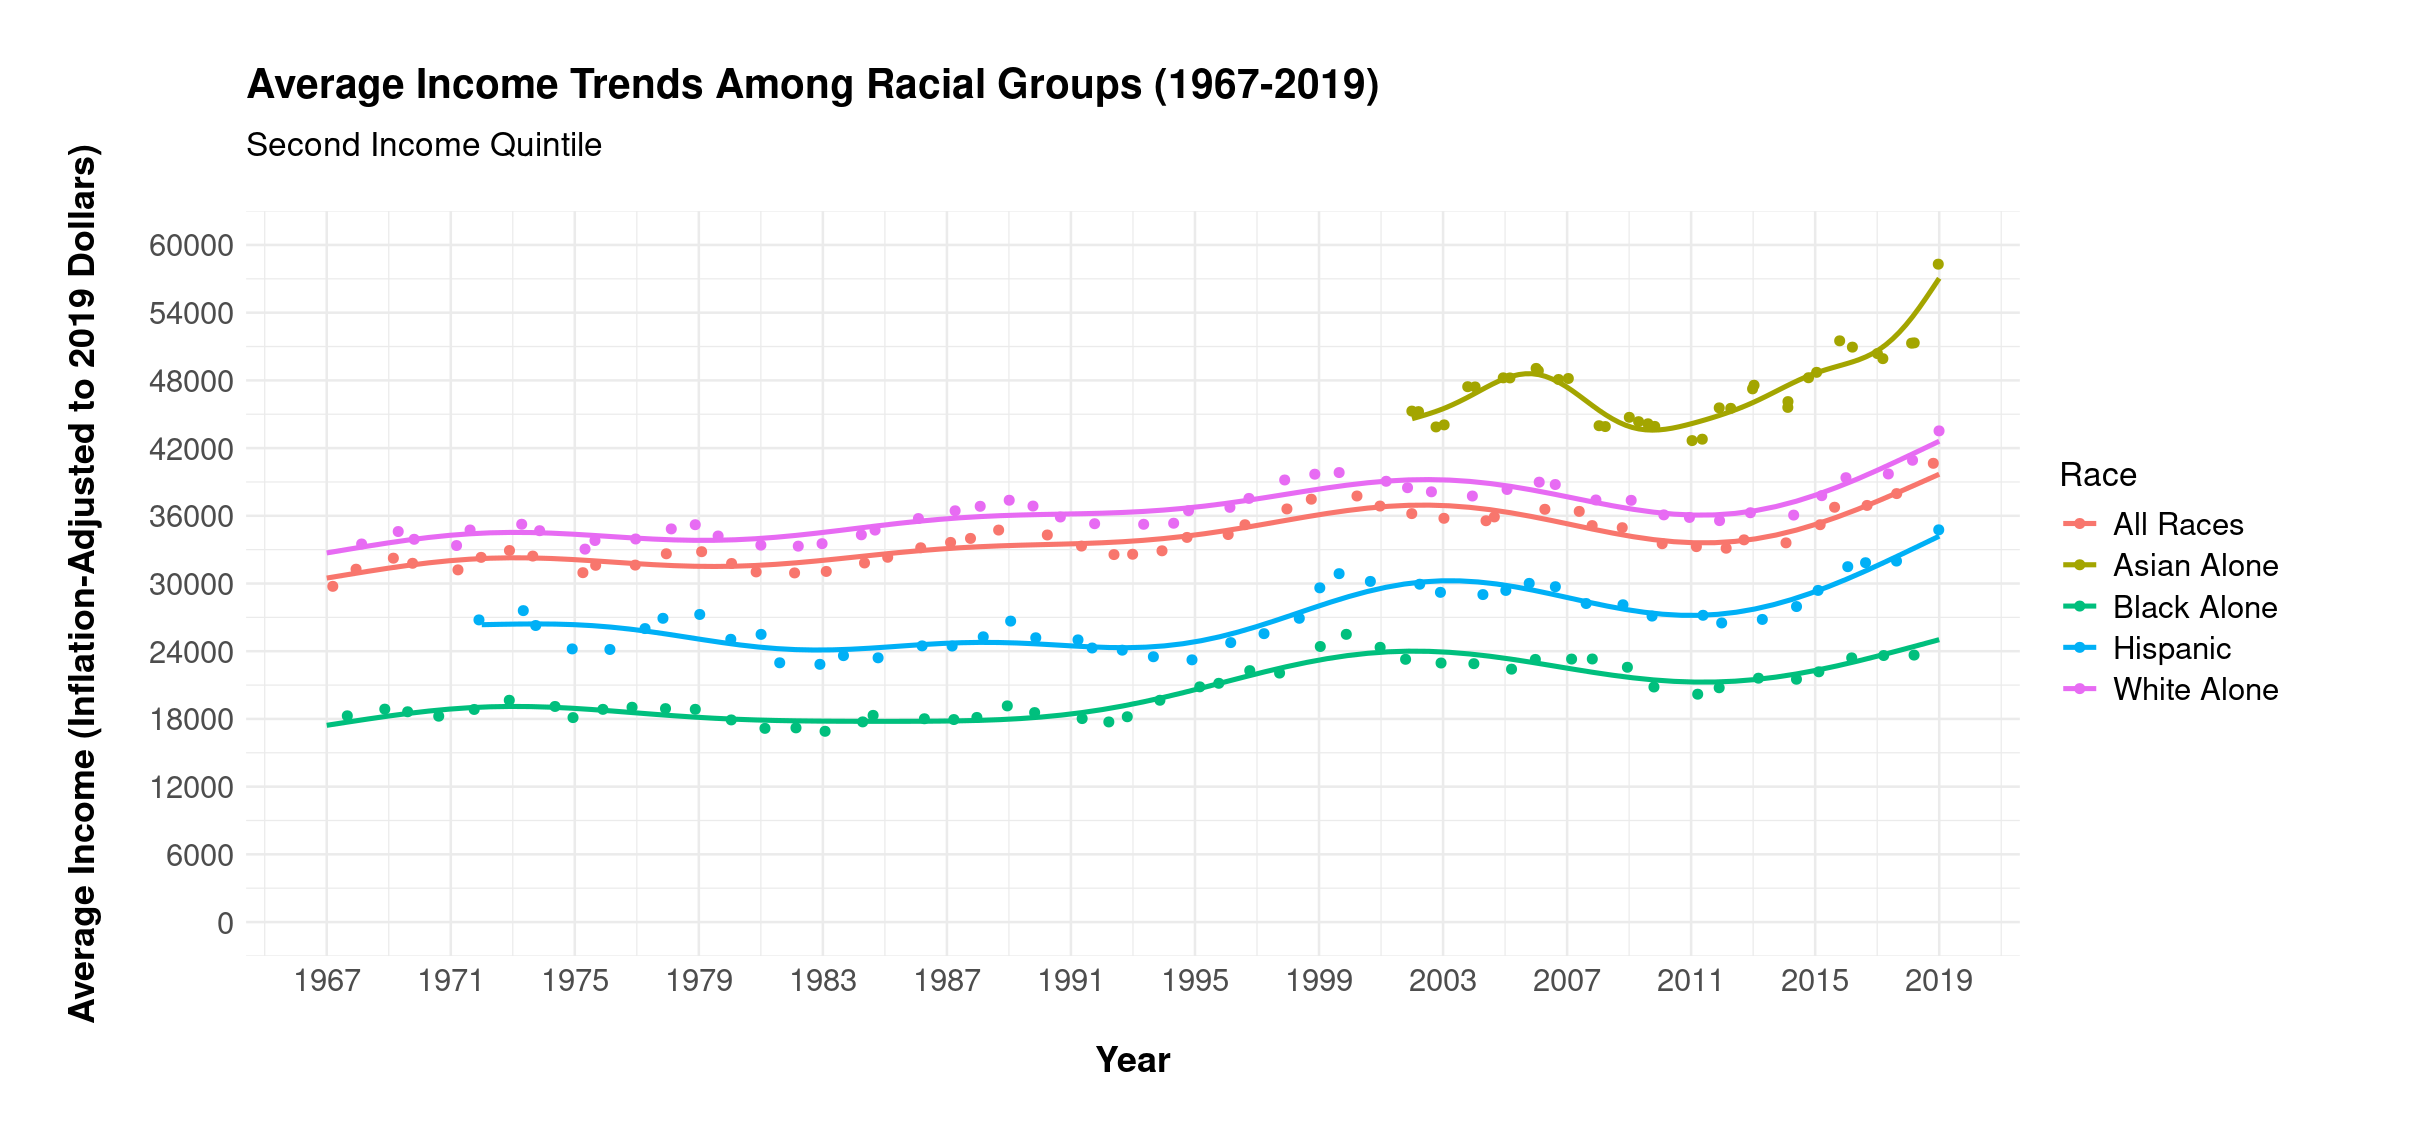 Average Income Trends Among Racial Groups (1967-2019)
Second Income Quintile
Average Income (Inflation-Adjusted to 2019 Dollars)
60000
54000
48000
42000
36000
30000
24000
18000
12000
6000
0
1967 1971 1975 1979 1983 1987 1991 1995 1999 2003 2007 2011 2015 2019
Year
Race
All Races
Asian Alone
Black Alone
Hispanic
White Alone